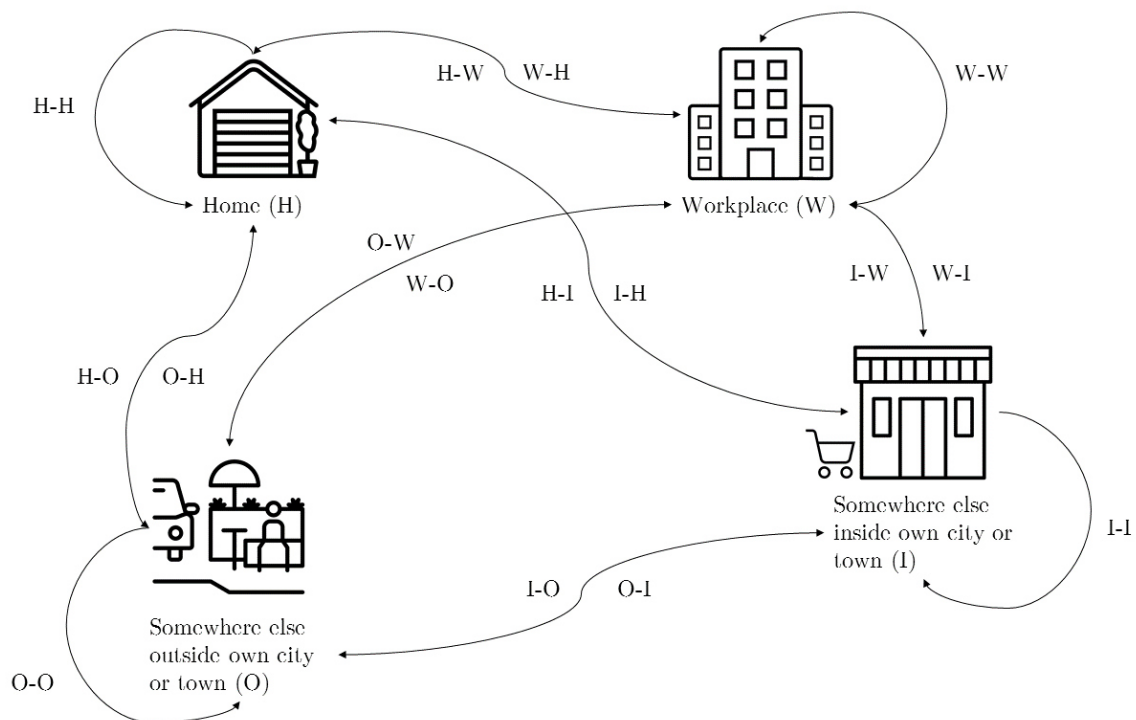 H-W
W-H
W-W
H-H
Home (H)
Workplace (W)
O-W
W-O
I-W
W-I
H-I
I-H
H-O
O-H
Somewhere else
inside own city or
town (I)
I-I
I-O
O-I
Somewhere else
outside own city
or town (O)
O-O